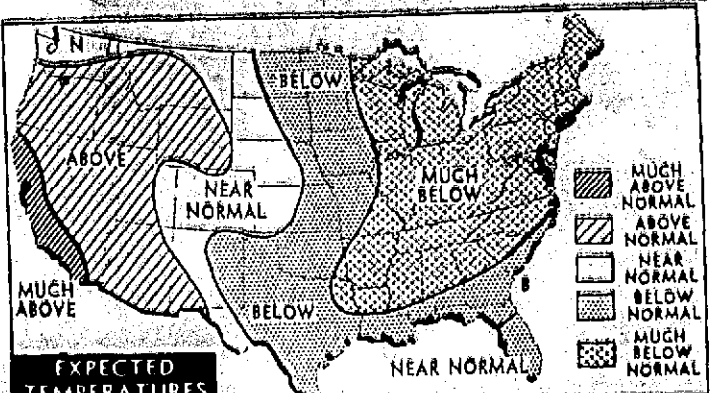 N
BELOW
ABOVE
NEAR
NORMAL
MUCH
BELOW
MUCH
ABOVE
BELOW
B
NEAR NORMAL
MUCH
ABOVE
NORMAL
ABOVE
NORMAL
NEAR
NORMAL
BELOW
NORMAL
MUCH
BELOW
NORMAL
EXPECTED
TEMPERATURES